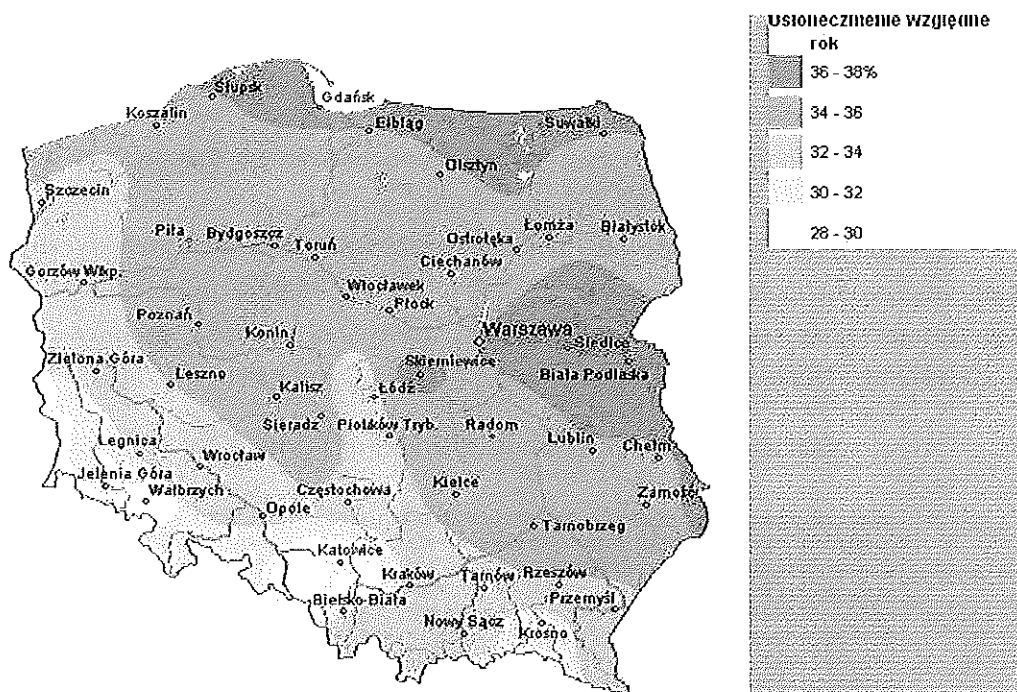 Usłonecznienie względne
rok
36 - 38%
34 - 36
32 - 34
30 - 32
28 - 30
Słupsk
Gdańsk
Koszalin
Elbląg
Suwałki
Olsztyn
Szczecin
Piła
Bydgoszcz
Toruń
Ostrołęka
Łomża
Białystok
Ciechanów
Gorzów Wlkp.
Włocławek
Płock
Poznań
Konin
Warszawa
Siedlce
Zielona Góra
Leszno
Skierniewice
Biała Podlaska
Kalisz
Łódź
Sieradz
Piotków Tryb.
Radom
Lublin
Chełm
Legnica
Wrocław
Jelenia Góra
Wałbrzych
Częstochowa
Kielce
Zamość
Opole
Tarnobrzeg
Katowice
Kraków
Tarnów
Rzeszów
Przemyśl
Bielsko-Biała
Nowy Sącz
Krosno